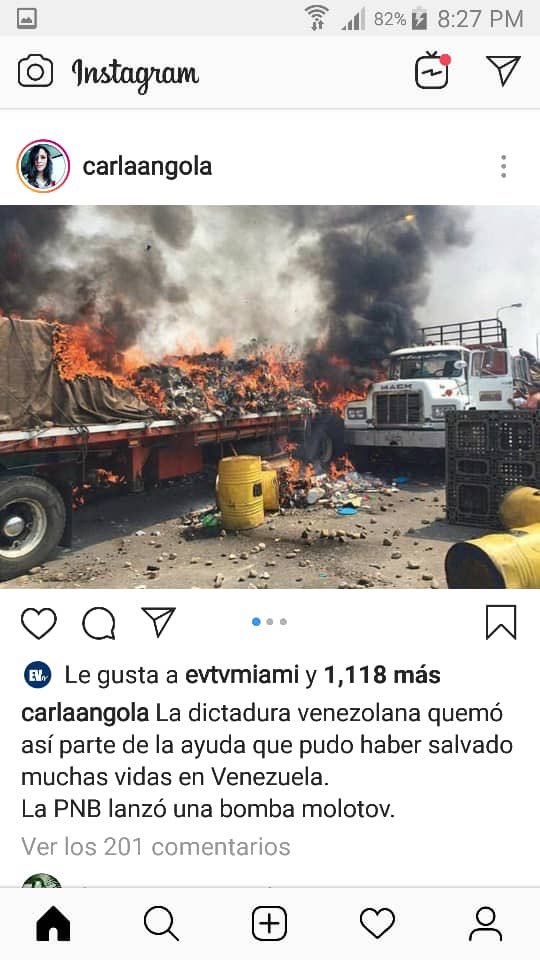 82% 8:27 PM
Instagram
carlaangola
MACK
Le gusta a evtvmiami y 1,118 más
carlaangola La dictadura venezolana quemó
así parte de la ayuda que pudo haber salvado
muchas vidas en Venezuela.
La PNB lanzó una bomba molotov.
Ver los 201 comentarios